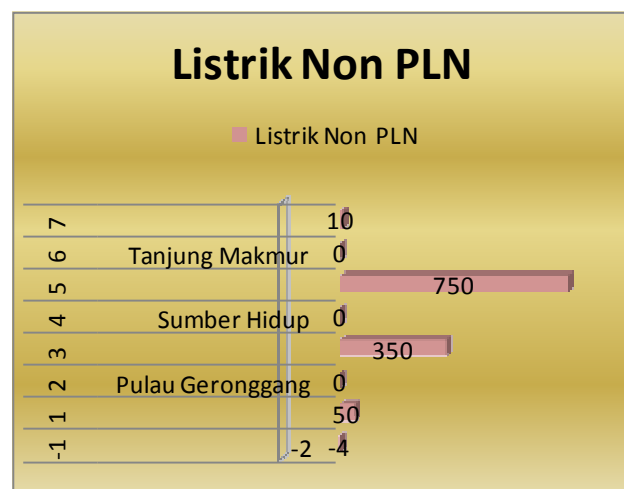 Listrik Non PLN
Listrik Non PLN
7 10
6 Tanjung Makmur 0
5 750
4 Sumber Hidup 0
3 350
2 Pulau Geronggang 0
1 50
-1 -2 -4